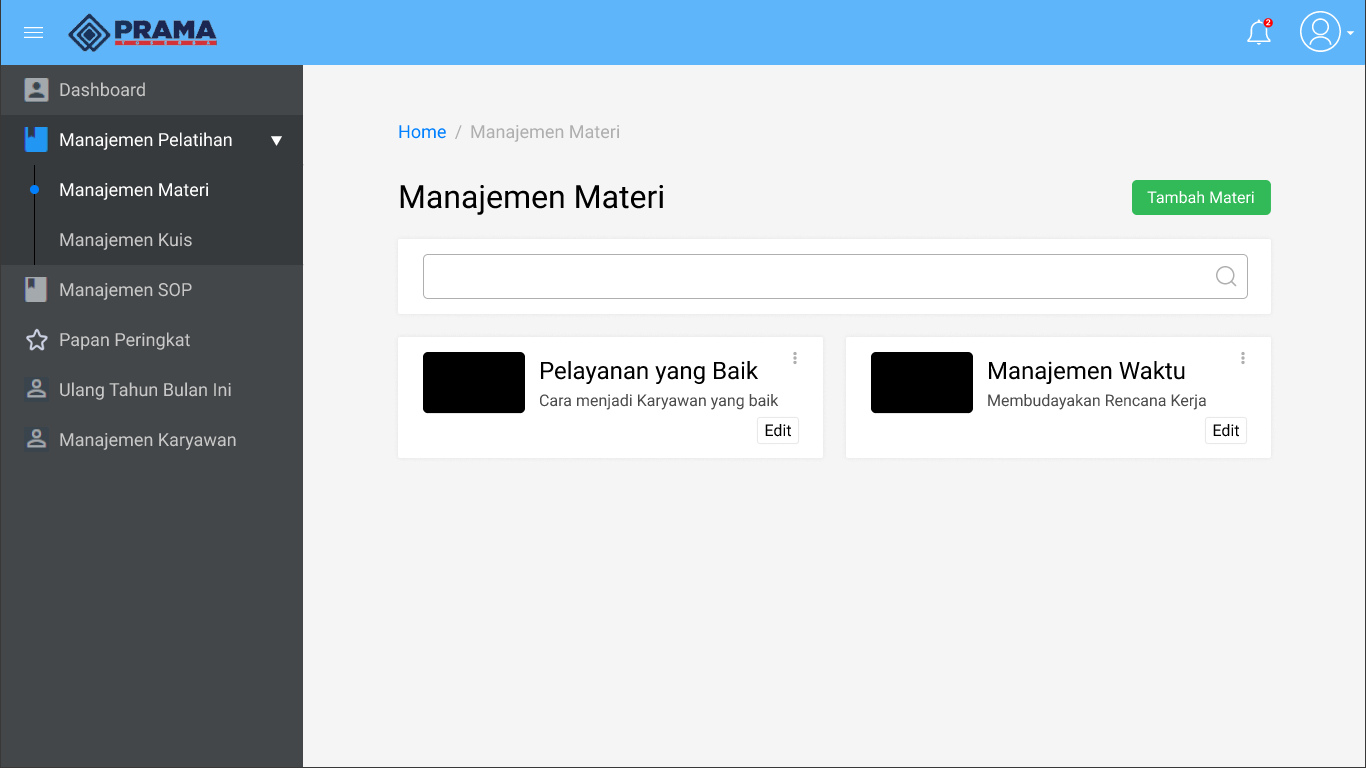 PRAMA
2
Dashboard
Manajemen Pelatihan
Manajemen Materi
Manajemen Kuis
Manajemen SOP
Papan Peringkat
Ulang Tahun Bulan Ini
Manajemen Karyawan
Home / Manajemen Materi
Manajemen Materi
Tambah Materi
Pelayanan yang Baik
Cara menjadi Karyawan yang baik
Edit
Manajemen Waktu
Membudayakan Rencana Kerja
Edit